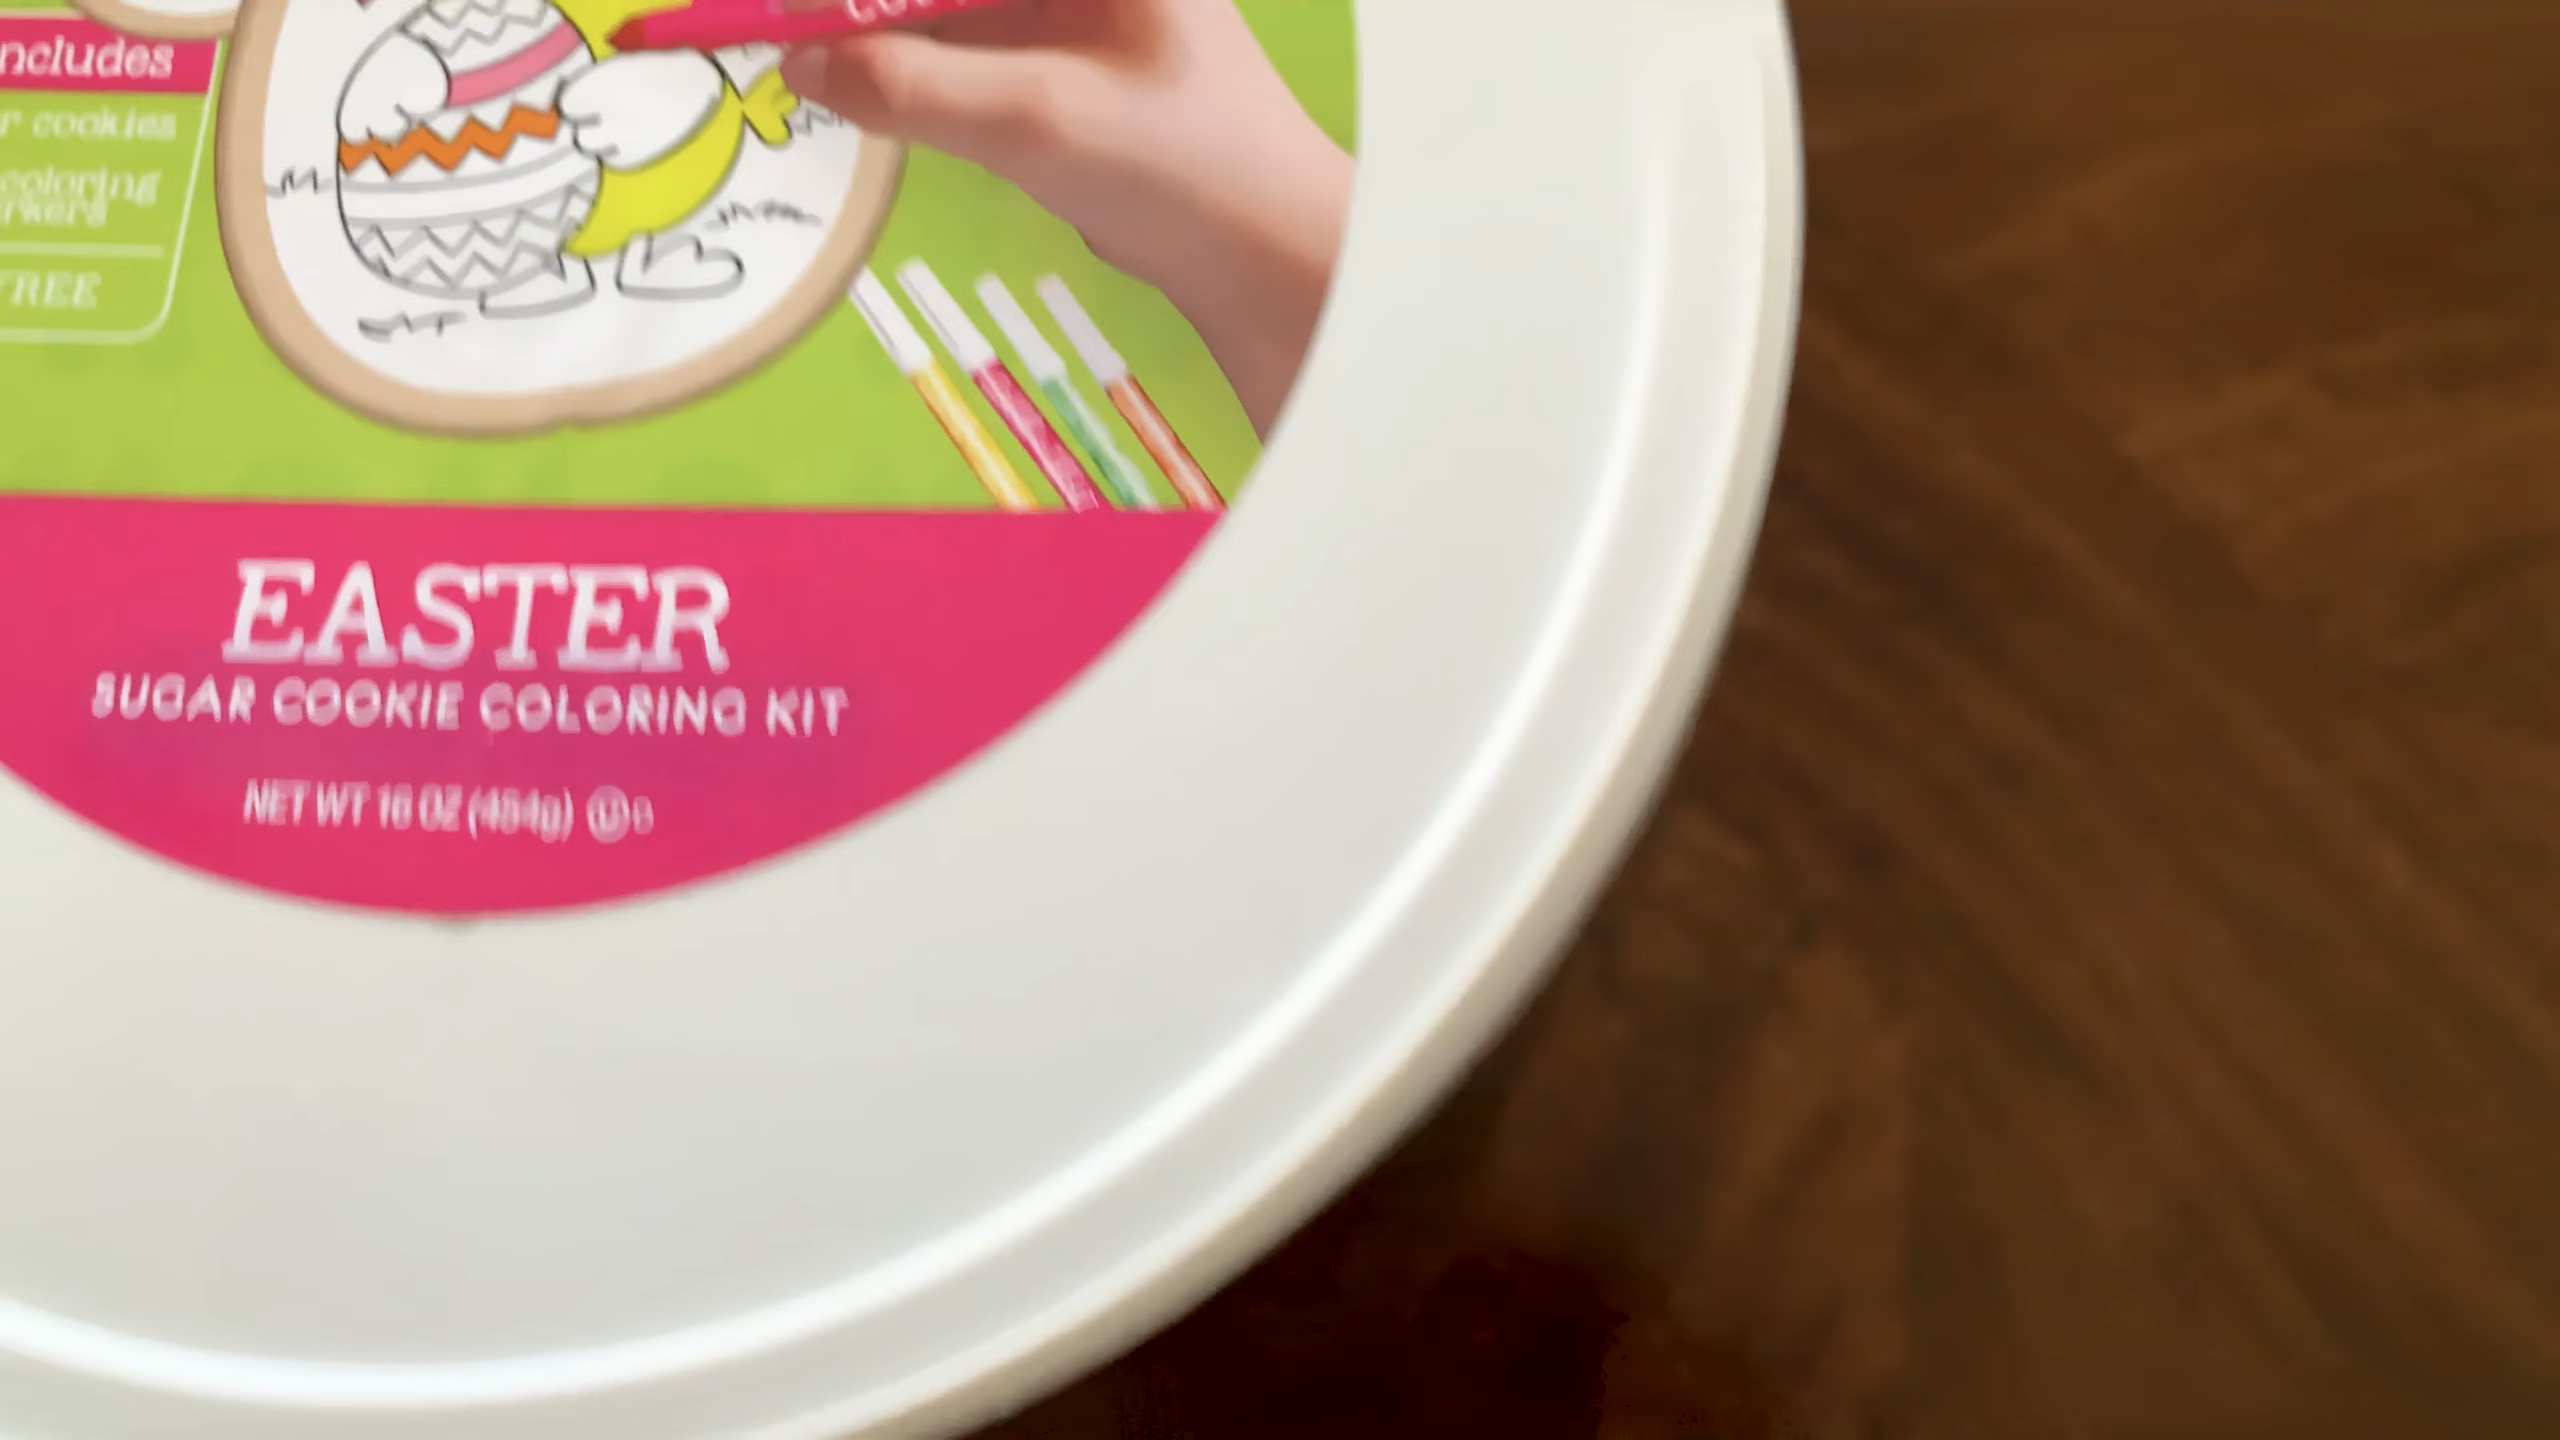 ncludes
r cookies
coloring
rkers
FREE
EASTER
SUGAR COOKIE COLORING KIT
NET WT 16 OZ (454g) Ⓤ D